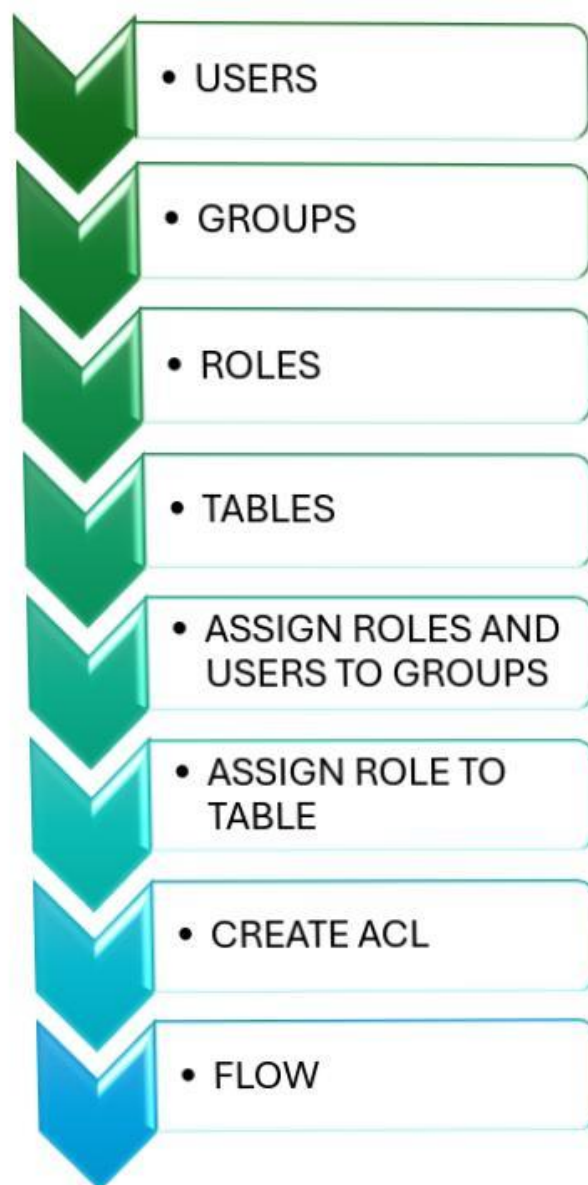 • USERS
• GROUPS
• ROLES
• TABLES
• ASSIGN ROLES AND
USERS TO GROUPS
• ASSIGN ROLE TO
TABLE
• CREATE ACL
• FLOW